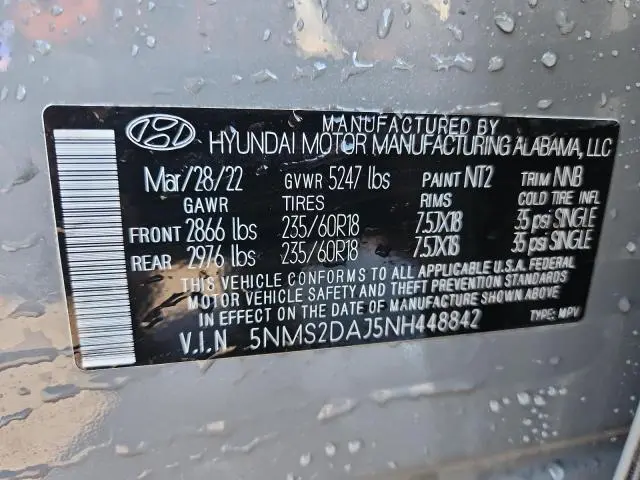 MANUFACTURED BY
HYUNDAI MOTOR MANUFACTURING ALABAMA, LLC
Mar/28/22 GVWR 5247 lbs PAINT NT2 TRIM NNB
GAWR TIRES RIMS COLD TIRE INFL
FRONT 2866 lbs 235/60R18 7.5JX18 35 psi SINGLE
REAR 2976 lbs 235/60R18 7.5JX18 35 psi SINGLE
THIS VEHICLE CONFORMS TO ALL APPLICABLE U.S.A. FEDERAL
MOTOR VEHICLE SAFETY AND THEFT PREVENTION STANDARDS
IN EFFECT ON THE DATE OF MANUFACTURE SHOWN ABOVE.
V.I.N 5NMS2DAJ5NH448842 TYPE: MPV